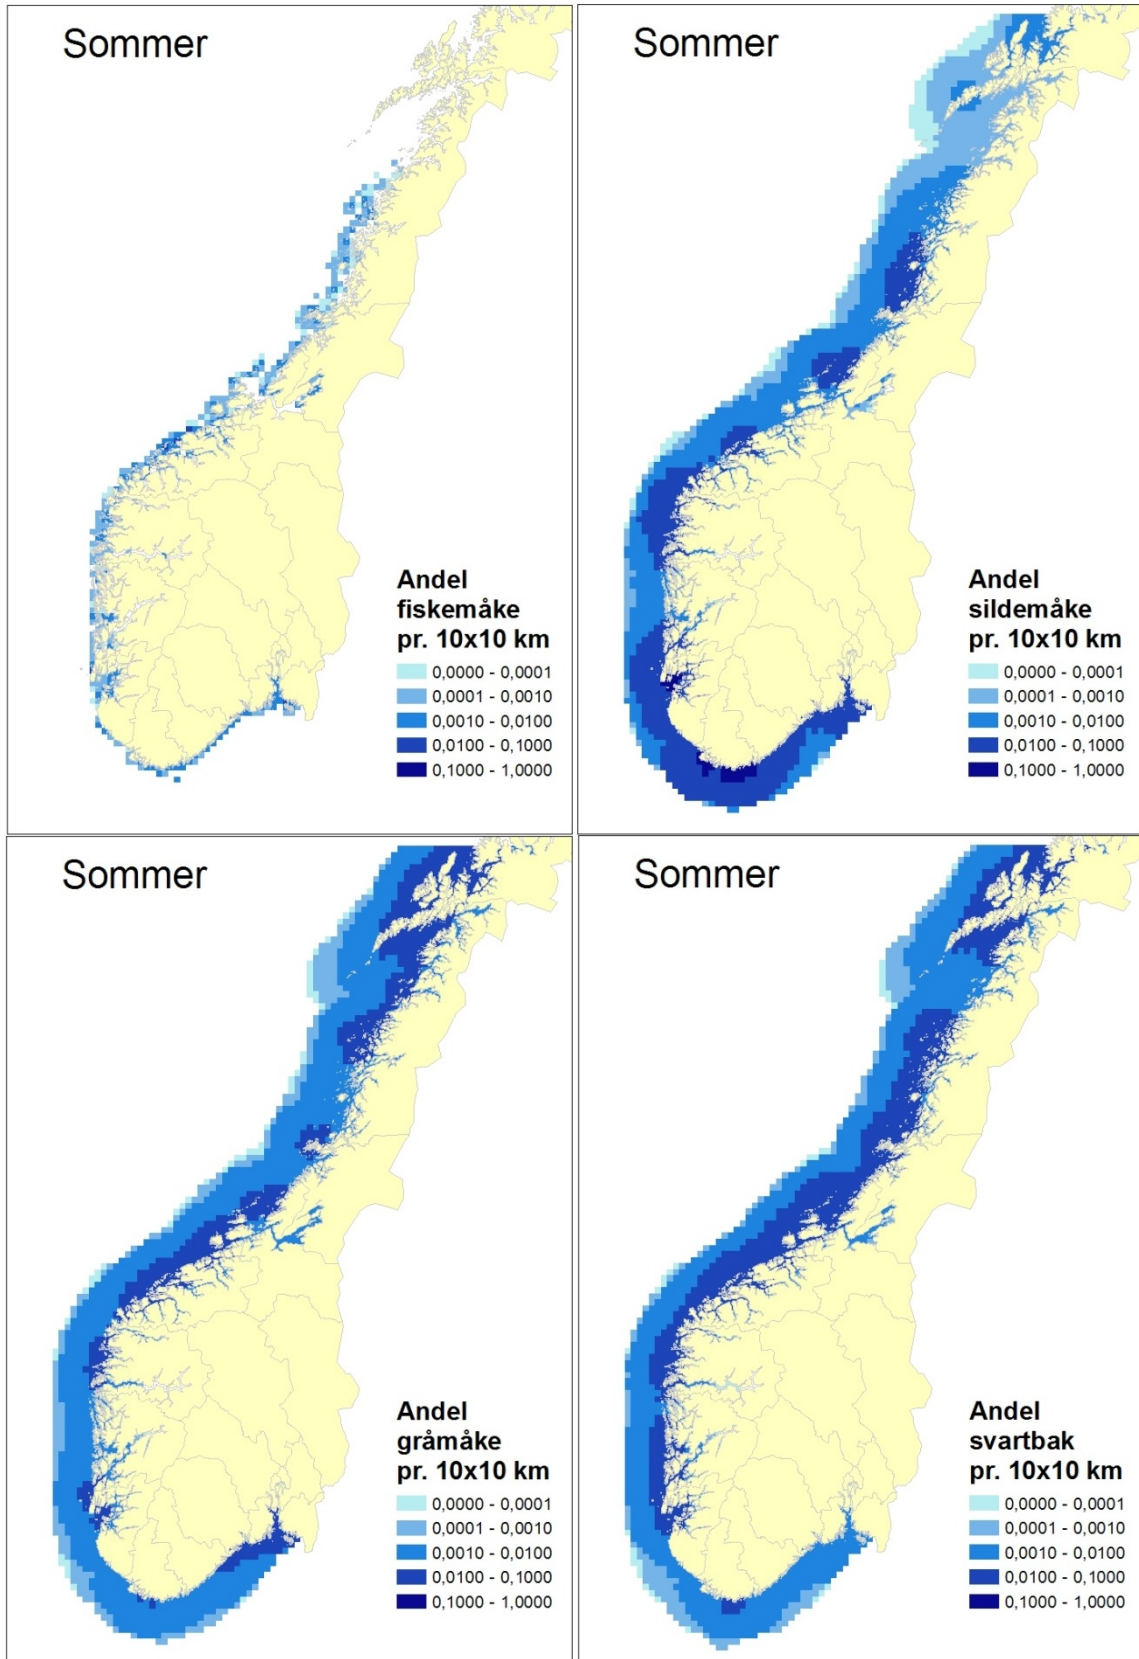 Sommer
Andel
fiskemåke
pr. 10x10 km
0,0000 - 0,0001
0,0001 - 0,0010
0,0010 - 0,0100
0,0100 - 0,1000
0,1000 - 1,0000
Sommer
Andel
sildemåke
pr. 10x10 km
0,0000 - 0,0001
0,0001 - 0,0010
0,0010 - 0,0100
0,0100 - 0,1000
0,1000 - 1,0000
Sommer
Andel
gråmåke
pr. 10x10 km
0,0000 - 0,0001
0,0001 - 0,0010
0,0010 - 0,0100
0,0100 - 0,1000
0,1000 - 1,0000
Sommer
Andel
svartbak
pr. 10x10 km
0,0000 - 0,0001
0,0001 - 0,0010
0,0010 - 0,0100
0,0100 - 0,1000
0,1000 - 1,0000